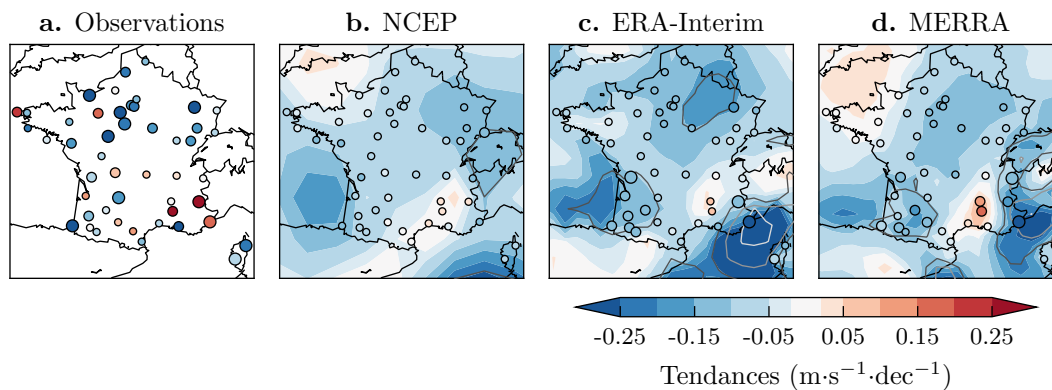 a. Observations
b. NCEP
c. ERA-Interim
d. MERRA
-0.25 -0.15 -0.05 0.05 0.15 0.25
Tendances (m·s⁻¹·dec⁻¹)